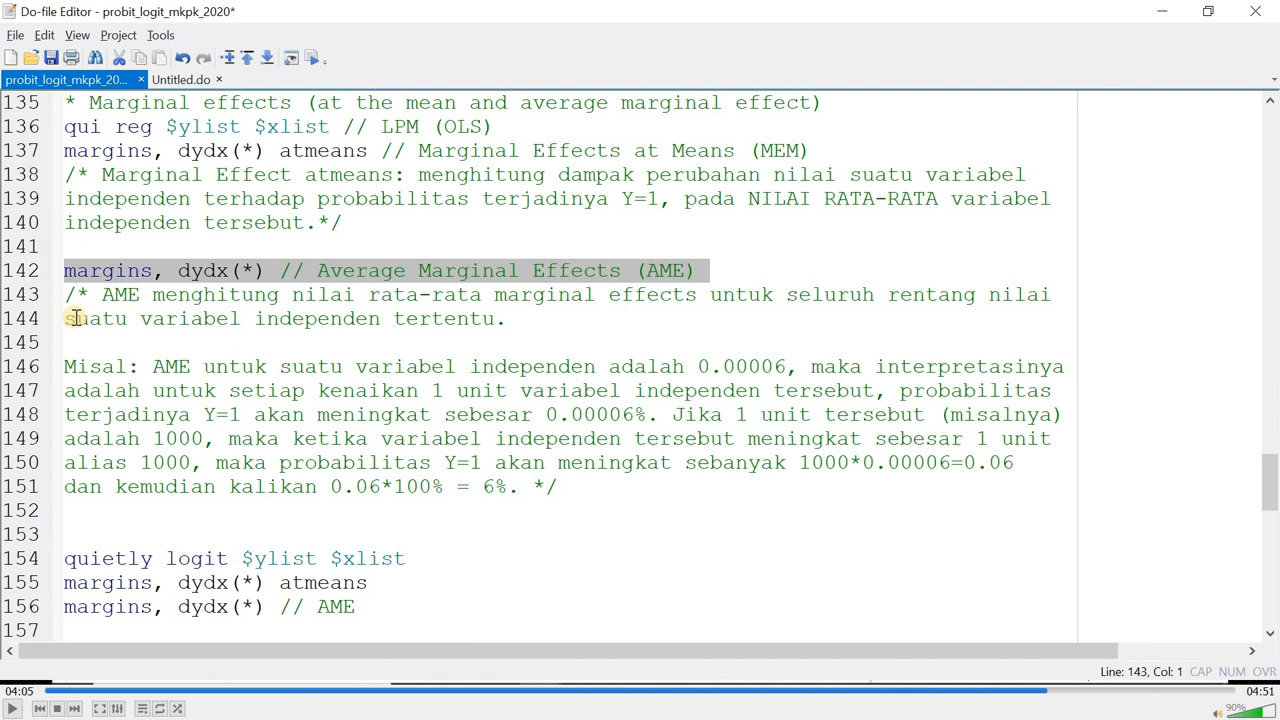 Do-file Editor - probit_logit_mkpk_2020*
File Edit View Project Tools
probit_logit_mkpk_20... × Untitled.do ×
135 * Marginal effects (at the mean and average marginal effect)
136 qui reg $ylist $xlist // LPM (OLS)
137 margins, dydx(*) atmeans // Marginal Effects at Means (MEM)
138 /* Marginal Effect atmeans: menghitung dampak perubahan nilai suatu variabel
139 independen terhadap probabilitas terjadinya Y=1, pada NILAI RATA-RATA variabel
140 independen tersebut.*/
141
142 margins, dydx(*) // Average Marginal Effects (AME)
143 /* AME menghitung nilai rata-rata marginal effects untuk seluruh rentang nilai
144 suatu variabel independen tertentu.
145
146 Misal: AME untuk suatu variabel independen adalah 0.00006, maka interpretasinya
147 adalah untuk setiap kenaikan 1 unit variabel independen tersebut, probabilitas
148 terjadinya Y=1 akan meningkat sebesar 0.00006%. Jika 1 unit tersebut (misalnya)
149 adalah 1000, maka ketika variabel independen tersebut meningkat sebesar 1 unit
150 alias 1000, maka probabilitas Y=1 akan meningkat sebanyak 1000*0.00006=0.06
151 dan kemudian kalikan 0.06*100% = 6%. */
152
153
154 quietly logit $ylist $xlist
155 margins, dydx(*) atmeans
156 margins, dydx(*) // AME
157
Line: 143, Col: 1 CAP NUM OVR
04:05 04:51
90%